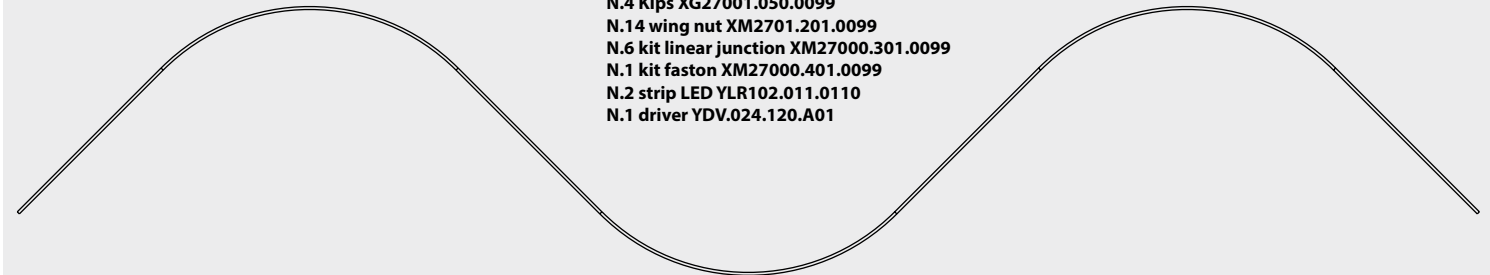 N.4 Kips XG27001.050.0099
N.14 wing nut XM2701.201.0099
N.6 kit linear junction XM27000.301.0099
N.1 kit faston XM27000.401.0099
N.2 strip LED YLR102.011.0110
N.1 driver YDV.024.120.A01